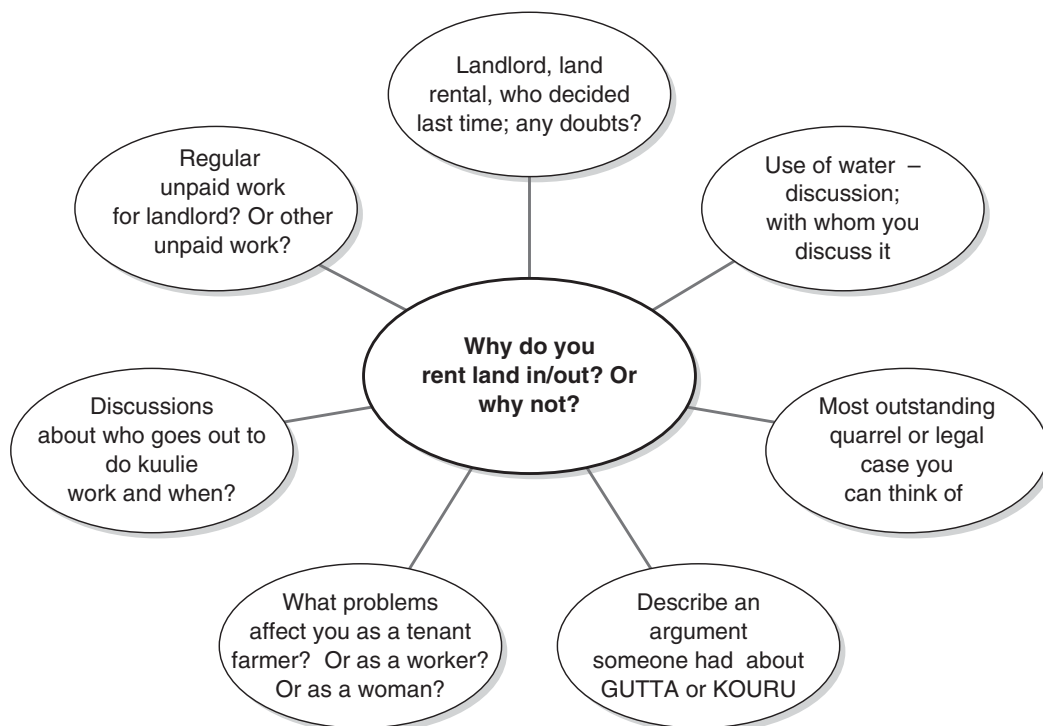 Landlord, land
rental, who decided
last time; any doubts?
Regular
unpaid work
for landlord? Or other
unpaid work?
Use of water –
discussion;
with whom you
discuss it
Why do you
rent land in/out? Or
why not?
Discussions
about who goes out to
do kuulie
work and when?
Most outstanding
quarrel or legal
case you
can think of
What problems
affect you as a tenant
farmer? Or as a worker?
Or as a woman?
Describe an
argument
someone had about
GUTTA or KOURU